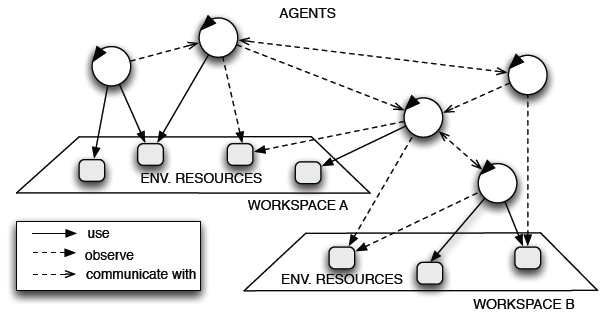 AGENTS
ENV. RESOURCES
WORKSPACE A
use
observe
communicate with
ENV. RESOURCES
WORKSPACE B